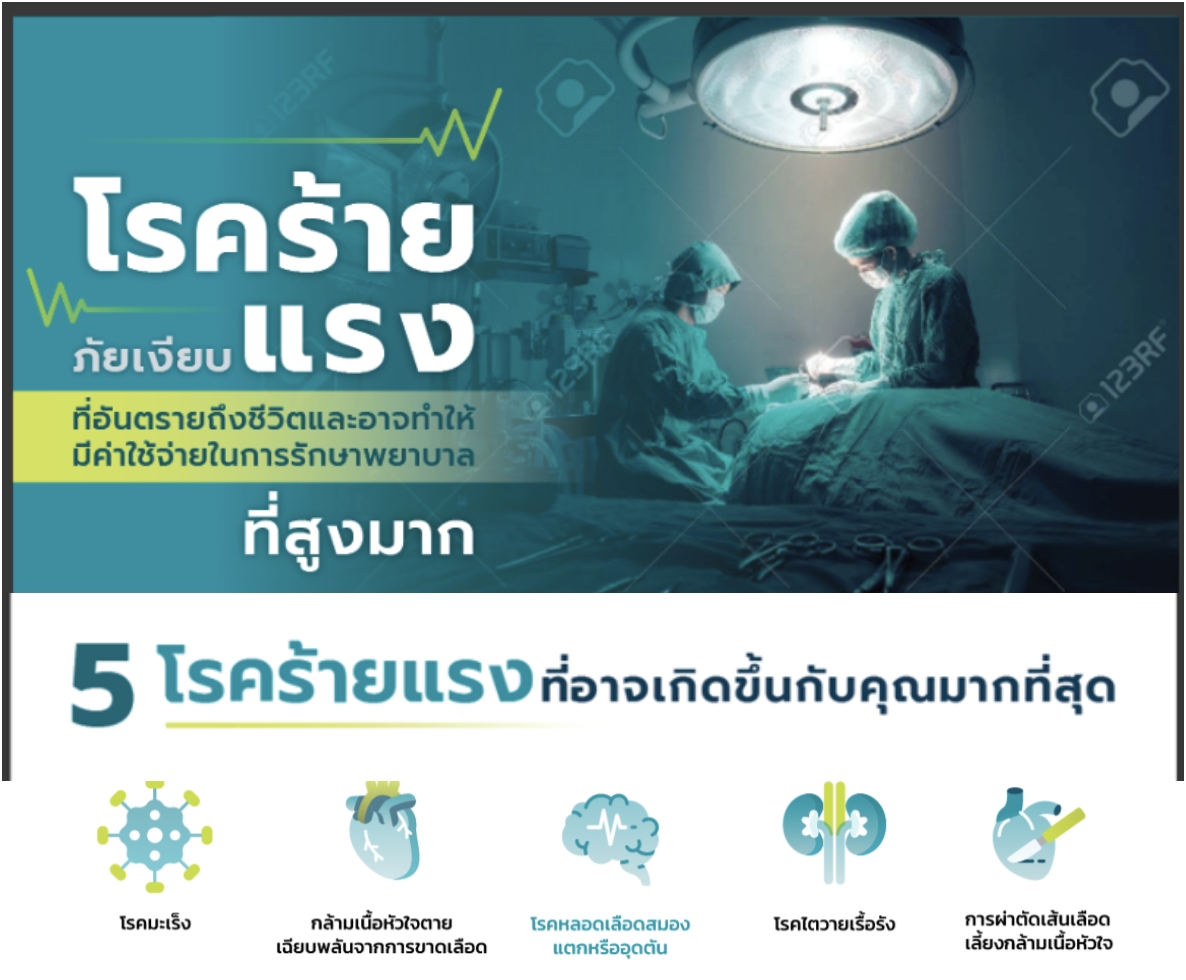 โรคร้าย
ภัยเงียบ แรง
ที่อันตรายถึงชีวิตและอาจทำให้
มีค่าใช้จ่ายในการรักษาพยาบาล
ที่สูงมาก
123RF
123RF
123RF
123RF
5 โรคร้ายแรงที่อาจเกิดขึ้นกับคุณมากที่สุด
โรคมะเร็ง
กล้ามเนื้อหัวใจตาย
เฉียบพลันจากการขาดเลือด
โรคหลอดเลือดสมอง
แตกหรืออุดตัน
โรคไตวายเรื้อรัง
การผ่าตัดเส้นเลือด
เลี้ยงกล้ามเนื้อหัวใจ